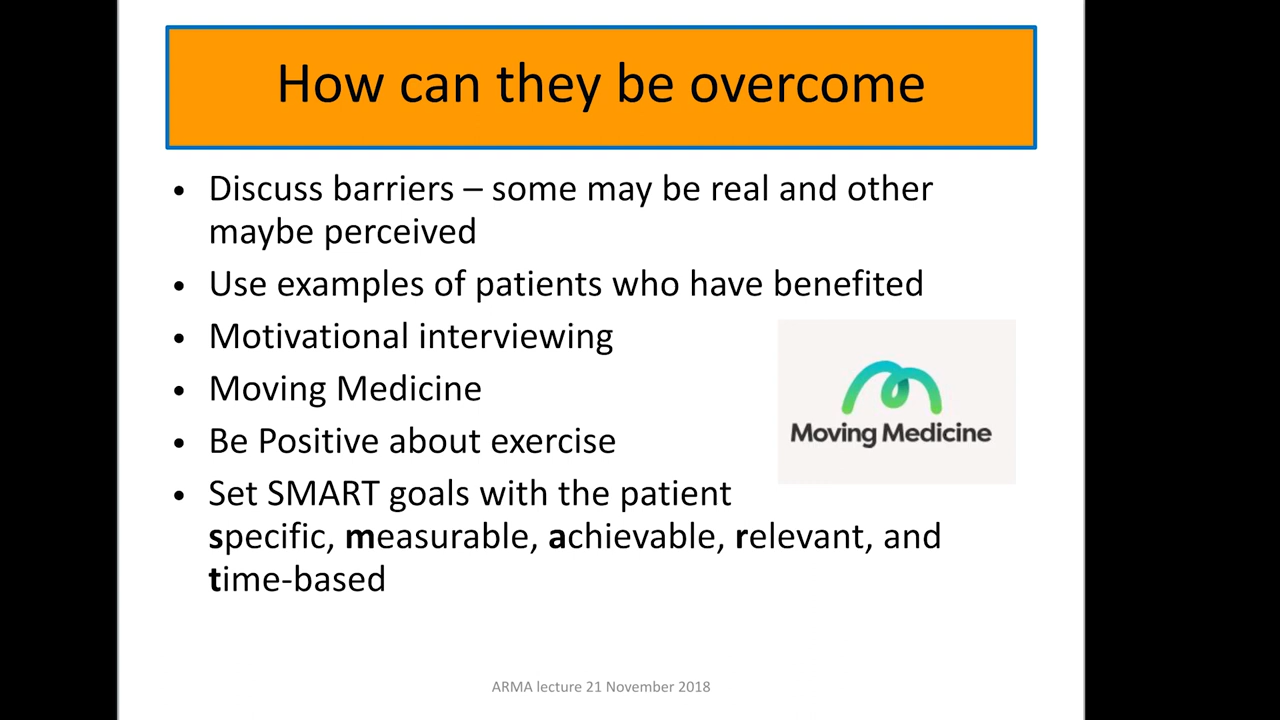 How can they be overcome
• Discuss barriers – some may be real and other
maybe perceived
• Use examples of patients who have benefited
• Motivational interviewing
• Moving Medicine
• Be Positive about exercise
• Set SMART goals with the patient
specific, measurable, achievable, relevant, and
time-based
Moving Medicine
ARMA lecture 21 November 2018